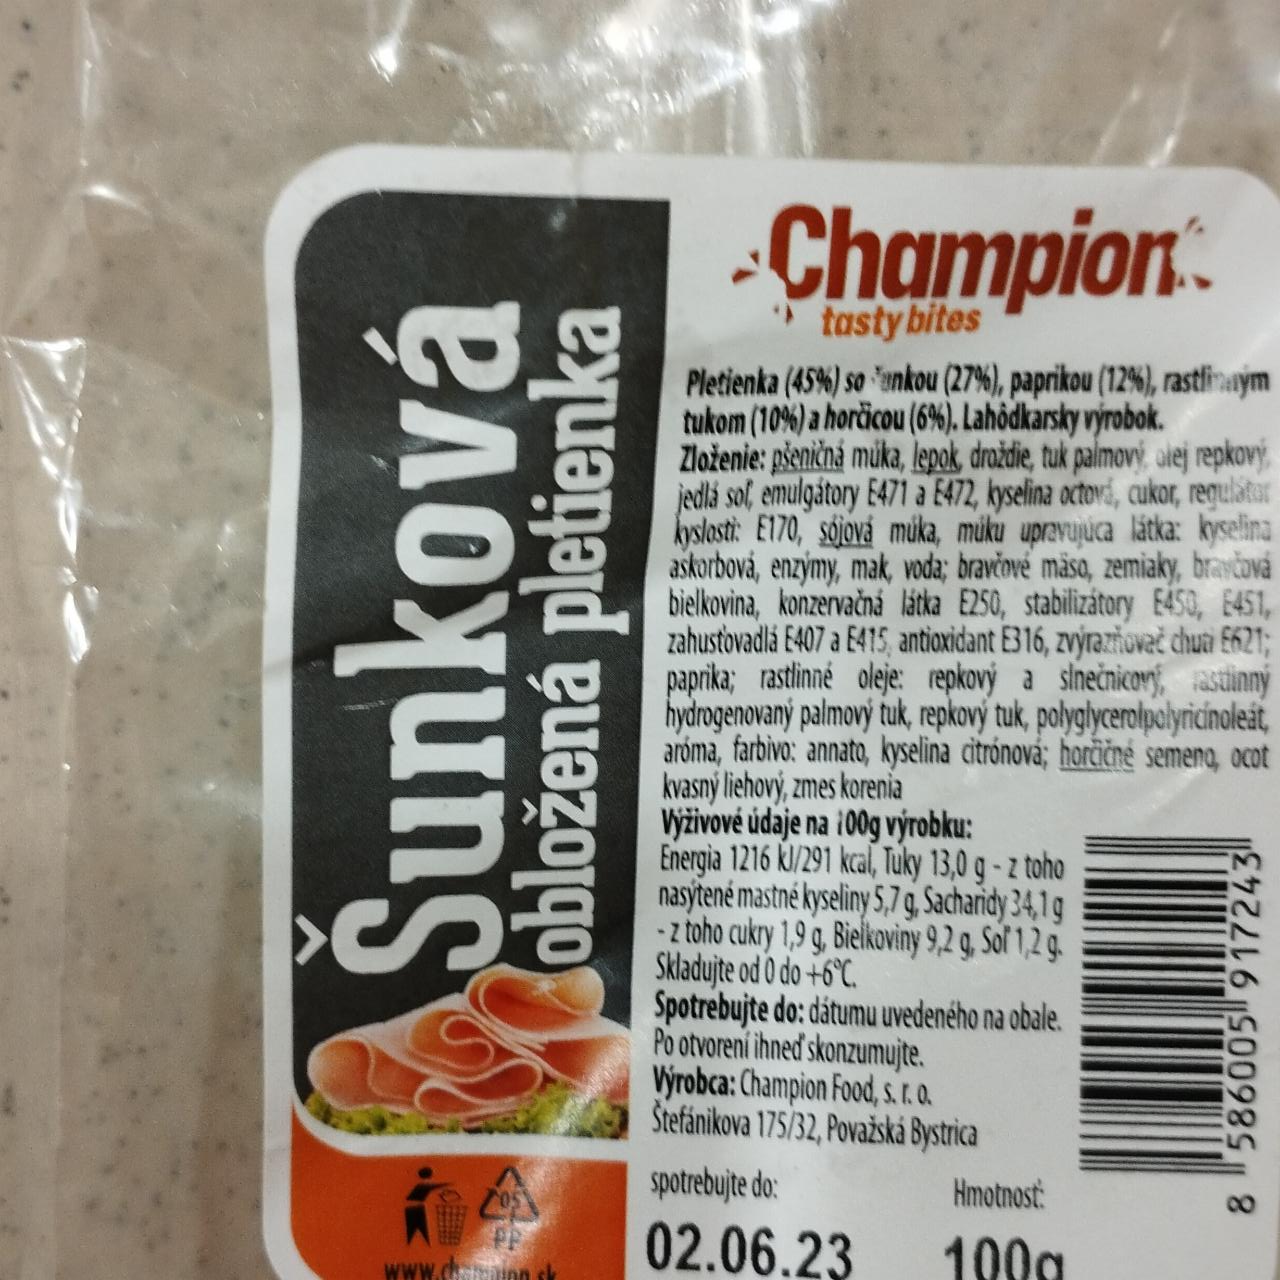 Šunková
obložená pletienka
Champion
tasty bites
Pletienka (45%) so šunkou (27%), paprikou (12%), rastlinným
tukom (10%) a horčicou (6%). Lahôdkarsky výrobok.
Zloženie: pšeničná múka, lepok, droždie, tuk palmový, olej repkový,
jedlá soľ, emulgátory E471 a E472, kyselina octová, cukor, regulátor
kyslosti: E170, sójová múka, múku upravujúca látka: kyselina
askorbová, enzýmy, mak, voda; bravčové mäso, zemiaky, bravčová
bielkovina, konzervačná látka E250, stabilizátory E450, E451,
zahusťovadlá E407 a E415, antioxidant E316, zvýrazňovač chuti E621;
paprika; rastlinné oleje: repkový a slnečnicový, rastlinný
hydrogenovaný palmový tuk, repkový tuk, polyglycerolpolyricínoleát,
aróma, farbivo: annato, kyselina citrónová; horčičné semeno, ocot
kvasný liehový, zmes korenia
Výživové údaje na 100g výrobku:
Energia 1216 kJ/291 kcal, Tuky 13,0 g - z toho
nasýtené mastné kyseliny 5,7 g, Sacharidy 34,1 g
- z toho cukry 1,9 g, Bielkoviny 9,2 g, Soľ 1,2 g.
Skladujte od 0 do +6°C.
Spotrebujte do: dátumu uvedeného na obale.
Po otvorení ihneď skonzumujte.
Výrobca: Champion Food, s. r. o.
Štefánikova 175/32, Považská Bystrica
spotrebujte do: Hmotnosť:
02.06.23 100g
8 586005 917243
05
PP
www.champion.sk